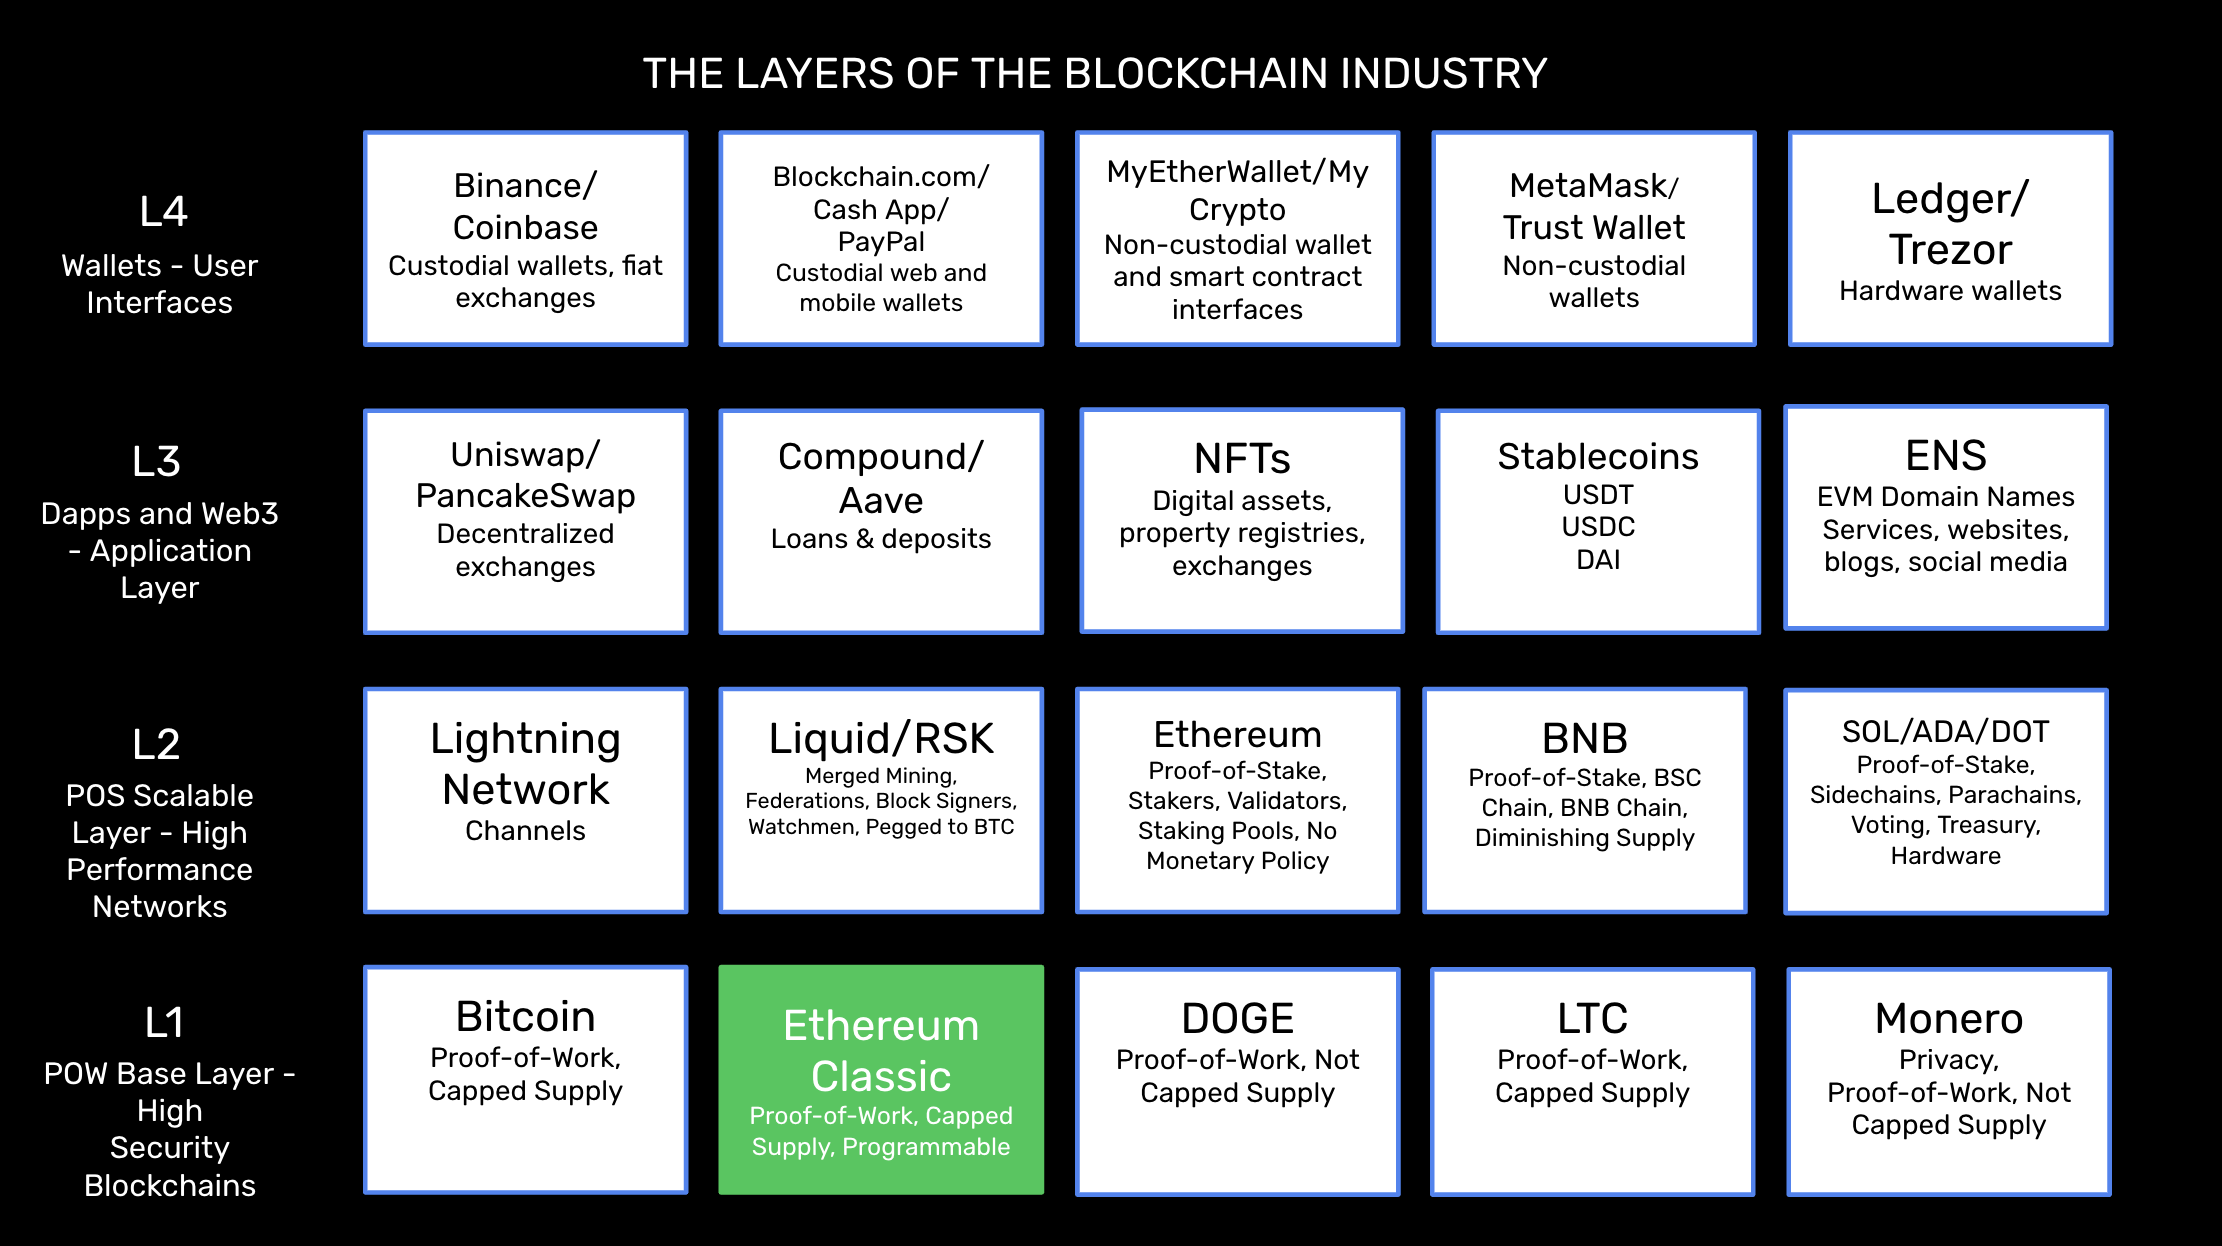 THE LAYERS OF THE BLOCKCHAIN INDUSTRY
L4
Wallets - User
Interfaces
Binance/
Coinbase
Custodial wallets, fiat
exchanges
Blockchain.com/
Cash App/
PayPal
Custodial web and
mobile wallets
MyEtherWallet/My
Crypto
Non-custodial wallet
and smart contract
interfaces
MetaMask/
Trust Wallet
Non-custodial
wallets
Ledger/
Trezor
Hardware wallets
L3
Dapps and Web3
- Application
Layer
Uniswap/
PancakeSwap
Decentralized
exchanges
Compound/
Aave
Loans & deposits
NFTs
Digital assets,
property registries,
exchanges
Stablecoins
USDT
USDC
DAI
ENS
EVM Domain Names
Services, websites,
blogs, social media
L2
POS Scalable
Layer - High
Performance
Networks
Lightning
Network
Channels
Liquid/RSK
Merged Mining,
Federations, Block Signers,
Watchmen, Pegged to BTC
Ethereum
Proof-of-Stake,
Stakers, Validators,
Staking Pools, No
Monetary Policy
BNB
Proof-of-Stake, BSC
Chain, BNB Chain,
Diminishing Supply
SOL/ADA/DOT
Proof-of-Stake,
Sidechains, Parachains,
Voting, Treasury,
Hardware
L1
POW Base Layer -
High
Security
Blockchains
Bitcoin
Proof-of-Work,
Capped Supply
Ethereum
Classic
Proof-of-Work, Capped
Supply, Programmable
DOGE
Proof-of-Work, Not
Capped Supply
LTC
Proof-of-Work,
Capped Supply
Monero
Privacy,
Proof-of-Work, Not
Capped Supply